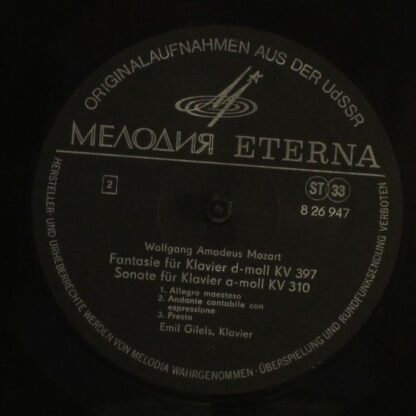 ORIGINALAUFNAHMEN AUS DER UdSSR
МЕЛОДИЯ ETERNA
2
ST 33
8 26 947
Wolfgang Amadeus Mozart
Fantasie für Klavier d-moll KV 397
Sonate für Klavier a-moll KV 310
1. Allegro maestoso
2. Andante cantabile con
espressione
3. Presto
Emil Gilels, Klavier
HERSTELLER- UND URHEBERRECHTE WERDEN VON MELODIA WAHRGENOMMEN · ÜBERSPIELUNG UND RUNDFUNKSENDUNG VERBOTEN